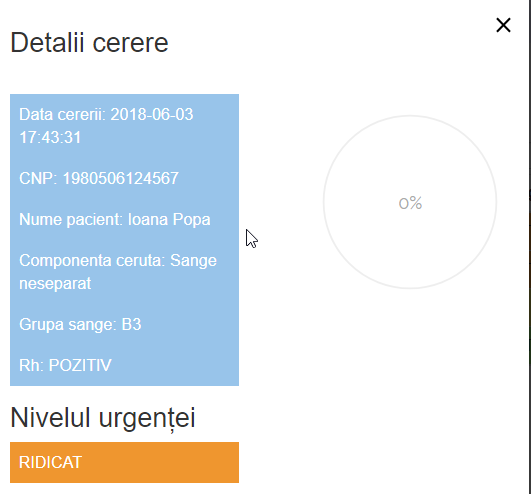 Detalii cerere
Data cererii: 2018-06-03
17:43:31
CNP: 1980506124567
Nume pacient: Ioana Popa
Componenta ceruta: Sange
neseparat
Grupa sange: B3
Rh: POZITIV
0%
Nivelul urgenței
RIDICAT